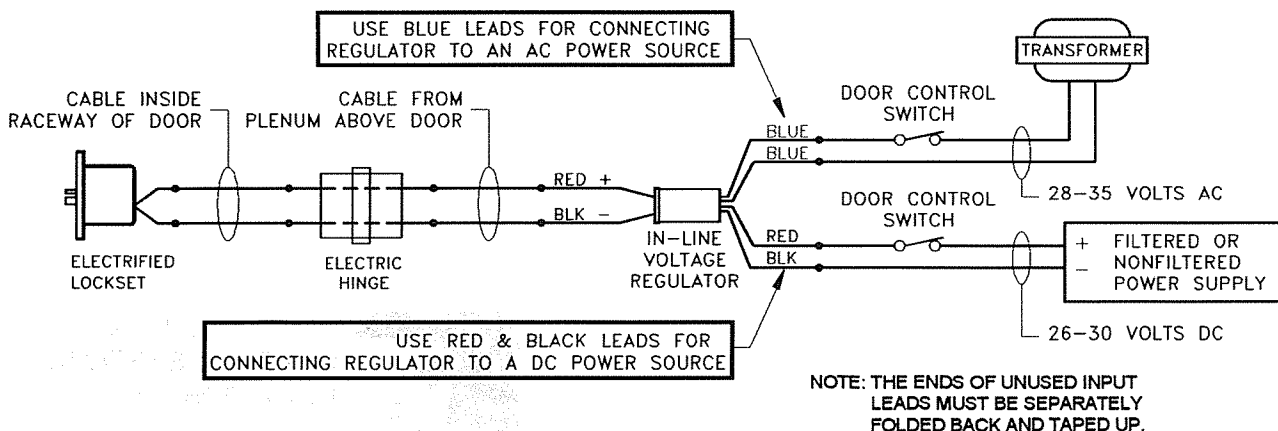 USE BLUE LEADS FOR CONNECTING
REGULATOR TO AN AC POWER SOURCE
TRANSFORMER
CABLE INSIDE
RACEWAY OF DOOR
CABLE FROM
PLENUM ABOVE DOOR
DOOR CONTROL
SWITCH
BLUE
BLUE
28-35 VOLTS AC
RED +
BLK -
DOOR CONTROL
SWITCH
RED
BLK
+
-
FILTERED OR
NONFILTERED
POWER SUPPLY
ELECTRIFIED
LOCKSET
ELECTRIC
HINGE
IN-LINE
VOLTAGE
REGULATOR
26-30 VOLTS DC
USE RED & BLACK LEADS FOR
CONNECTING REGULATOR TO A DC POWER SOURCE
NOTE: THE ENDS OF UNUSED INPUT
LEADS MUST BE SEPARATELY
FOLDED BACK AND TAPED UP.